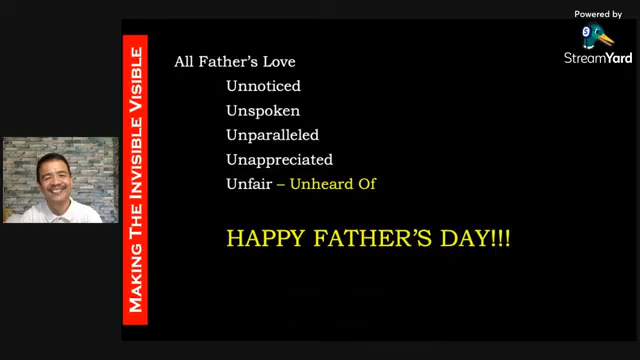 Powered by
StreamYard
MAKING THE INVISIBLE VISIBLE
All Father's Love
Unnoticed
Unspoken
Unparalleled
Unappreciated
Unfair – Unheard Of
HAPPY FATHER'S DAY!!!